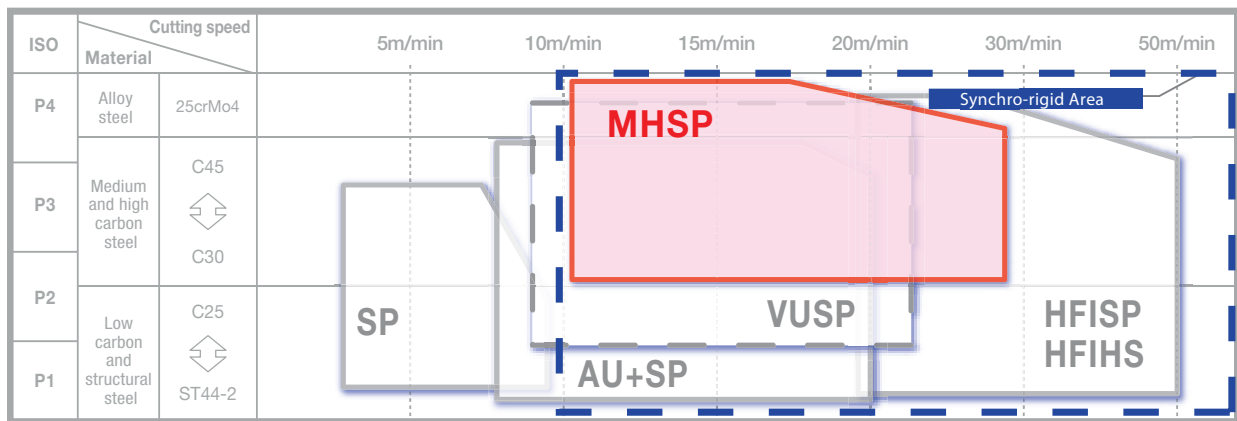 ISO
Cutting speed
Material
5m/min
10m/min
15m/min
20m/min
30m/min
50m/min
P4
Alloy
steel
25crMo4
Synchro-rigid Area
MHSP
P3
Medium
and high
carbon
steel
C45
C30
P2
P1
Low
carbon
and
structural
steel
C25
ST44-2
SP
VUSP
AU+SP
HFISP
HFIHS